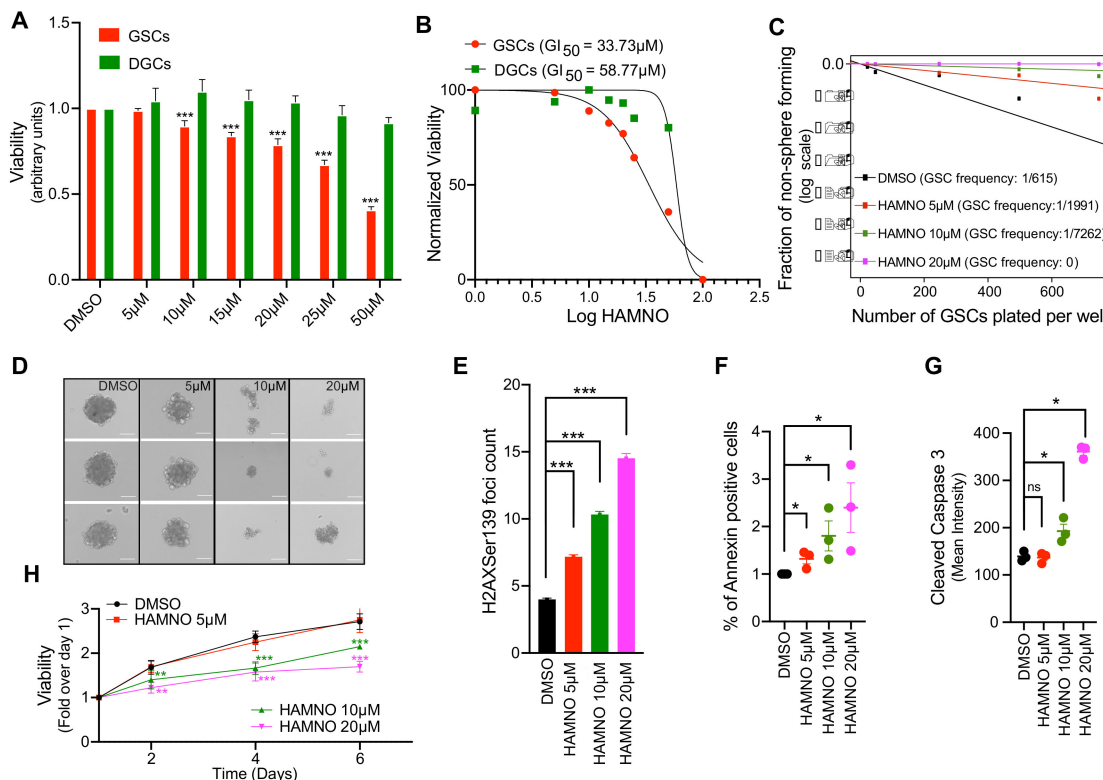 A
GSCs
DGCs
Viability
(arbitrary units)
1.5
1.0
0.5
0.0
***
***
***
***
***
DMSO
5µM
10µM
15µM
20µM
25µM
50µM
B
GSCs (GI50 = 33.73µM)
DGCs (GI50 = 58.77µM)
Normalized Viability
100
50
0
0.0
0.5
1.0
1.5
2.0
2.5
Log HAMNO
C
Fraction of non-sphere forming
(log scale)
0.0
DMSO (GSC frequency: 1/615)
HAMNO 5µM (GSC frequency:1/1991)
HAMNO 10µM (GSC frequency:1/7262)
HAMNO 20µM (GSC frequency: 0)
0
200
400
600
Number of GSCs plated per wel
D
DMSO
5µM
10µM
20µM
E
H2AXSer139 foci count
20
15
10
5
0
***
***
***
DMSO
HAMNO 5µM
HAMNO 10µM
HAMNO 20µM
F
% of Annexin positive cells
4
3
2
1
0
*
*
*
DMSO
HAMNO 5µM
HAMNO 10µM
HAMNO 20µM
G
Cleaved Caspase 3
(Mean Intensity)
400
300
200
100
0
*
*
ns
DMSO
HAMNO 5µM
HAMNO 10µM
HAMNO 20µM
H
DMSO
HAMNO 5µM
Viability
(Fold over day 1)
3
2
1
0
**
**
***
***
***
***
HAMNO 10µM
HAMNO 20µM
2
4
6
Time (Days)